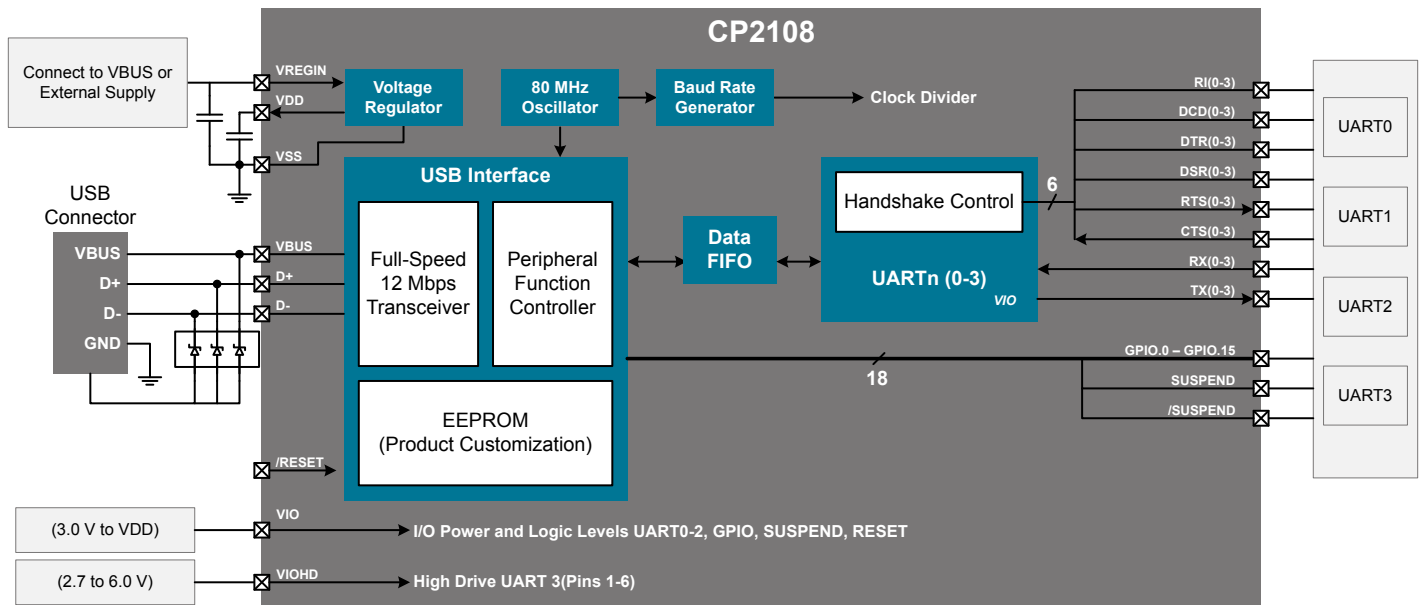 CP2108
Connect to VBUS or
External Supply
VREGIN
VDD
VSS
Voltage
Regulator
80 MHz
Oscillator
Baud Rate
Generator
Clock Divider
USB
Connector
VBUS
D+
D-
GND
VBUS
D+
D-
USB Interface
Full-Speed
12 Mbps
Transceiver
Peripheral
Function
Controller
EEPROM
(Product Customization)
Data
FIFO
Handshake Control
UARTn (0-3)
VIO
6
18
RI(0-3)
DCD(0-3)
DTR(0-3)
DSR(0-3)
RTS(0-3)
CTS(0-3)
RX(0-3)
TX(0-3)
GPIO.0 – GPIO.15
SUSPEND
/SUSPEND
UART0
UART1
UART2
UART3
/RESET
(3.0 V to VDD)
VIO
I/O Power and Logic Levels UART0-2, GPIO, SUSPEND, RESET
(2.7 to 6.0 V)
VIOHD
High Drive UART 3(Pins 1-6)